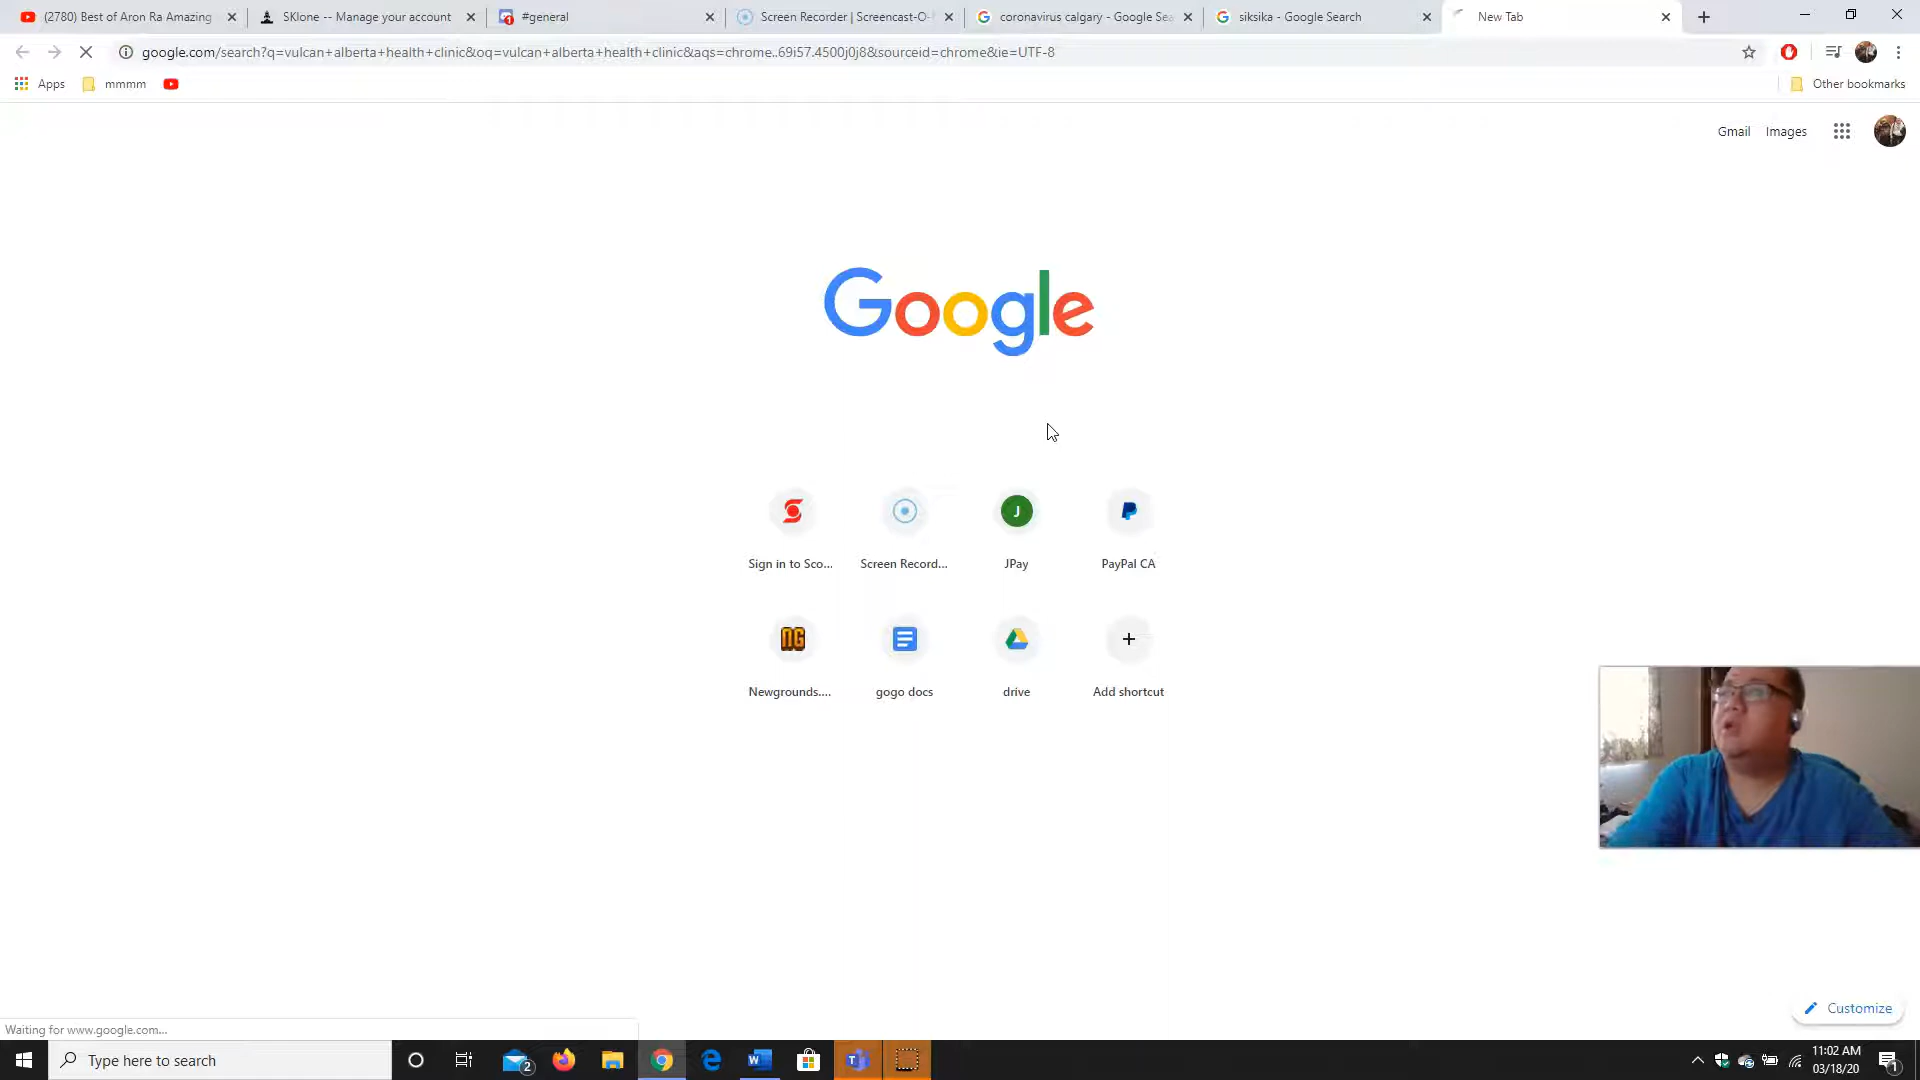 (2780) Best of Aron Ra Amazing
SKlone -- Manage your account
1
#general
Screen Recorder | Screencast-O-
coronavirus calgary - Google Sea
siksika - Google Search
New Tab
google.com/search?q=vulcan+alberta+health+clinic&oq=vulcan+alberta+health+clinic&aqs=chrome..69i57.4500j0j8&sourceid=chrome&ie=UTF-8
Apps
mmmm
Other bookmarks
Gmail
Images
Google
J
Sign in to Sco...
Screen Record...
JPay
PayPal CA
NG
Newgrounds....
gogo docs
drive
Add shortcut
Customize
Waiting for www.google.com...
Type here to search
2
11:02 AM
03/18/20
1